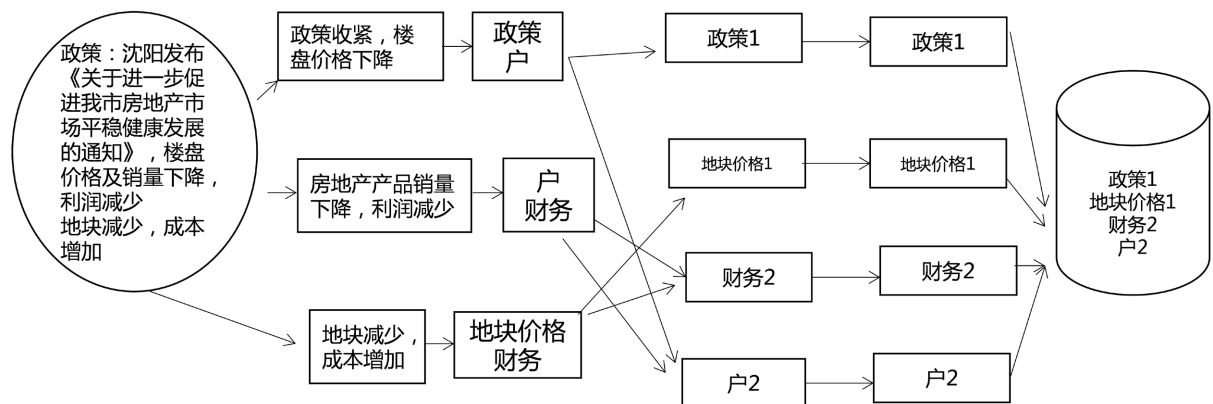 政策：沈阳发布
《关于进一步促
进我市房地产市
场平稳健康发展
的通知》，楼盘
价格及销量下降，
利润减少
地块减少，成本
增加
政策收紧，楼
盘价格下降
政策
户
房地产产品销量
下降，利润减少
户
财务
地块减少，
成本增加
地块价格
财务
政策1
政策1
地块价格1
地块价格1
财务2
财务2
户2
户2
政策1
地块价格1
财务2
户2